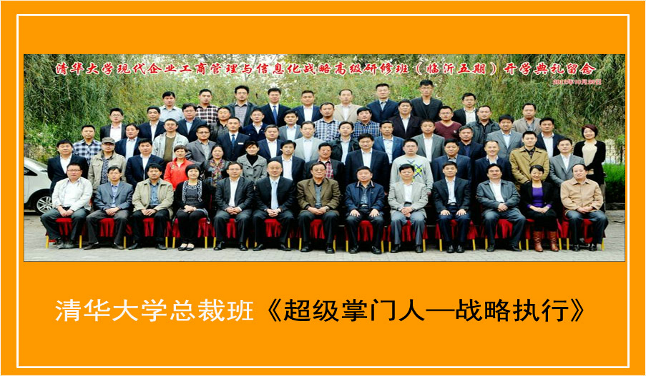 清华大学现代企业工商管理与信息化战略高级研修班（临沂五期）开学典礼留念
清华大学总裁班《超级掌门人—战略执行》